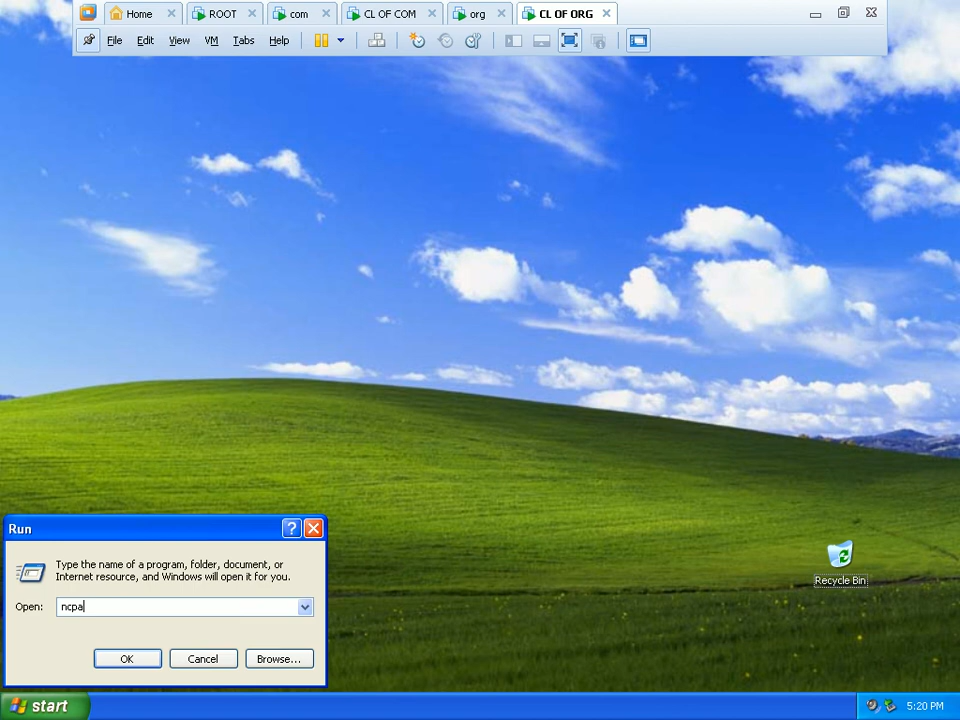 Home ROOT com CL OF COM org CL OF ORG
File Edit View VM Tabs Help
Recycle Bin
Run
Type the name of a program, folder, document, or
Internet resource, and Windows will open it for you.
Open: ncpa
OK Cancel Browse...
start 5:20 PM